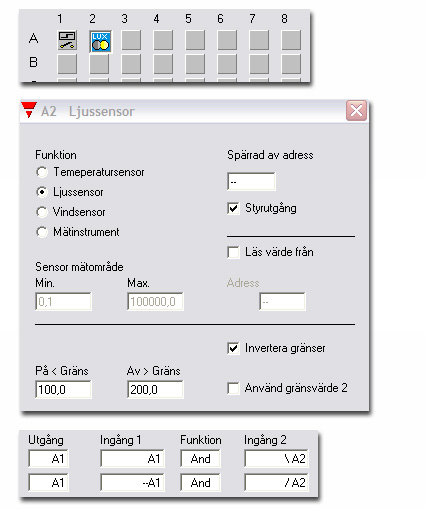 1 2 3 4 5 6 7 8
A LUX
B
A2 Ljussensor
Funktion
Spärrad av adress
Temeperatursensor
--
Ljussensor
Styrutgång
Vindsensor
Mätinstrument
Läs värde från
Sensor mätområde
Adress
Min. Max.
0,1 100000,0 --
Invertera gränser
På < Gräns Av > Gräns
100,0 200,0 Använd gränsvärde 2
Utgång Ingång 1 Funktion Ingång 2
A1 A1 And \ A2
A1 --A1 And / A2